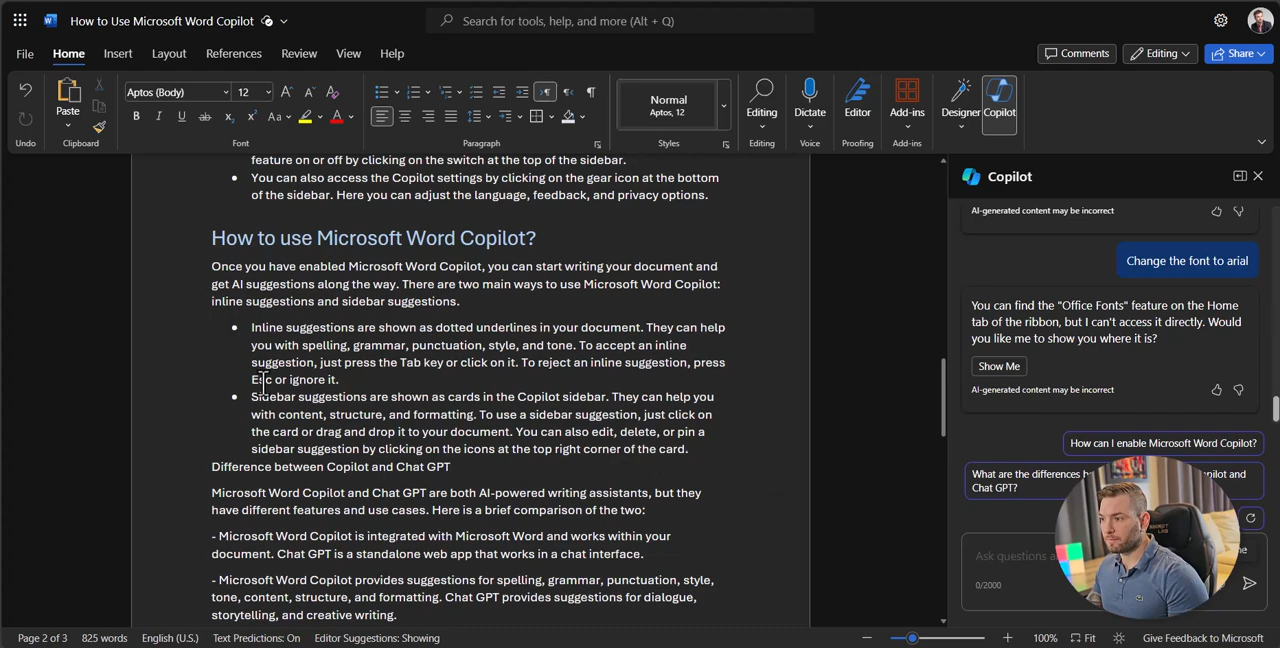 How to Use Microsoft Word Copilot
Search for tools, help, and more (Alt + Q)
File Home Insert Layout References Review View Help
Comments Editing Share
Paste
Aptos (Body) 12
Normal
Aptos, 12
Editing Dictate Editor Add-ins Designer Copilot
Undo Clipboard Font Paragraph Styles Editing Voice Proofing Add-ins
feature on or off by clicking on the switch at the top of the sidebar.
You can also access the Copilot settings by clicking on the gear icon at the bottom
of the sidebar. Here you can adjust the language, feedback, and privacy options.
How to use Microsoft Word Copilot?
Once you have enabled Microsoft Word Copilot, you can start writing your document and
get AI suggestions along the way. There are two main ways to use Microsoft Word Copilot:
inline suggestions and sidebar suggestions.
Inline suggestions are shown as dotted underlines in your document. They can help
you with spelling, grammar, punctuation, style, and tone. To accept an inline
suggestion, just press the Tab key or click on it. To reject an inline suggestion, press
Esc or ignore it.
Sidebar suggestions are shown as cards in the Copilot sidebar. They can help you
with content, structure, and formatting. To use a sidebar suggestion, just click on
the card or drag and drop it to your document. You can also edit, delete, or pin a
sidebar suggestion by clicking on the icons at the top right corner of the card.
Difference between Copilot and Chat GPT
Microsoft Word Copilot and Chat GPT are both AI-powered writing assistants, but they
have different features and use cases. Here is a brief comparison of the two:
- Microsoft Word Copilot is integrated with Microsoft Word and works within your
document. Chat GPT is a standalone web app that works in a chat interface.
- Microsoft Word Copilot provides suggestions for spelling, grammar, punctuation, style,
tone, content, structure, and formatting. Chat GPT provides suggestions for dialogue,
storytelling, and creative writing.
Copilot
AI-generated content may be incorrect
Change the font to arial
You can find the "Office Fonts" feature on the Home
tab of the ribbon, but I can't access it directly. Would
you like me to show you where it is?
Show Me
AI-generated content may be incorrect
How can I enable Microsoft Word Copilot?
What are the differences and
Chat GPT?
Ask questions
0/2000
Page 2 of 3 825 words English (U.S.) Text Predictions: On Editor Suggestions: Showing
100% Fit Give Feedback to Microsoft